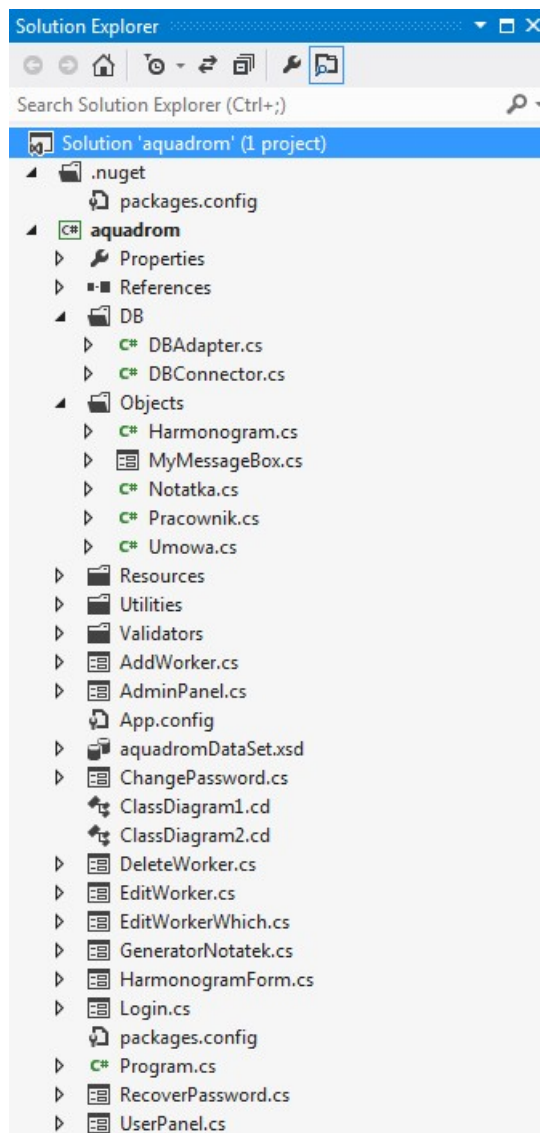 Solution Explorer
Search Solution Explorer (Ctrl+;)
Solution 'aquadrom' (1 project)
.nuget
packages.config
C# aquadrom
Properties
References
DB
C# DBAdapter.cs
C# DBConnector.cs
Objects
C# Harmonogram.cs
MyMessageBox.cs
C# Notatka.cs
C# Pracownik.cs
C# Umowa.cs
Resources
Utilities
Validators
AddWorker.cs
AdminPanel.cs
App.config
aquadromDataSet.xsd
ChangePassword.cs
ClassDiagram1.cd
ClassDiagram2.cd
DeleteWorker.cs
EditWorker.cs
EditWorkerWhich.cs
GeneratorNotatek.cs
HarmonogramForm.cs
Login.cs
packages.config
C# Program.cs
RecoverPassword.cs
UserPanel.cs